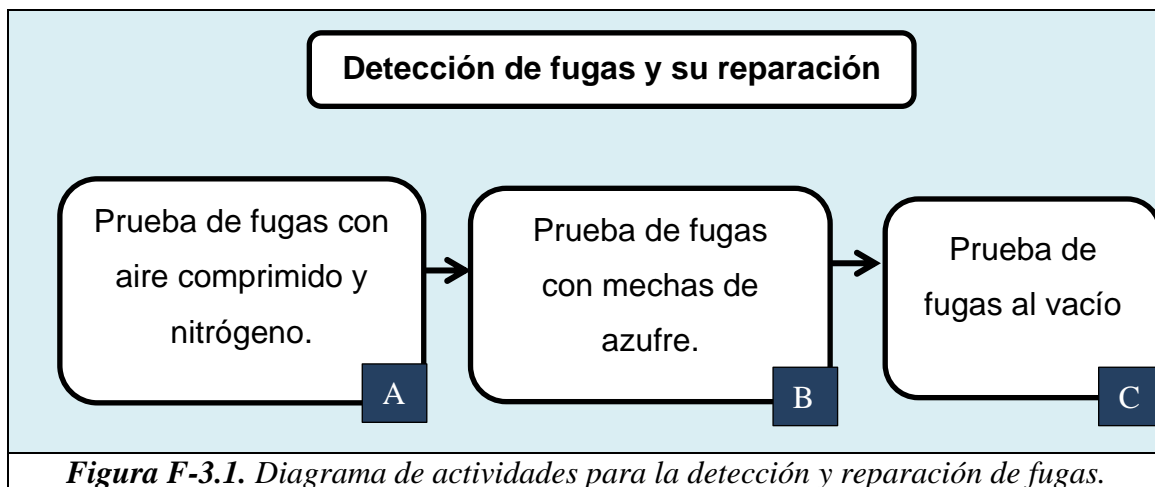 Detección de fugas y su reparación
Prueba de fugas con
aire comprimido y
nitrógeno.
A
Prueba de fugas
con mechas de
azufre.
B
Prueba de
fugas al vacío
C
Figura F-3.1. Diagrama de actividades para la detección y reparación de fugas.